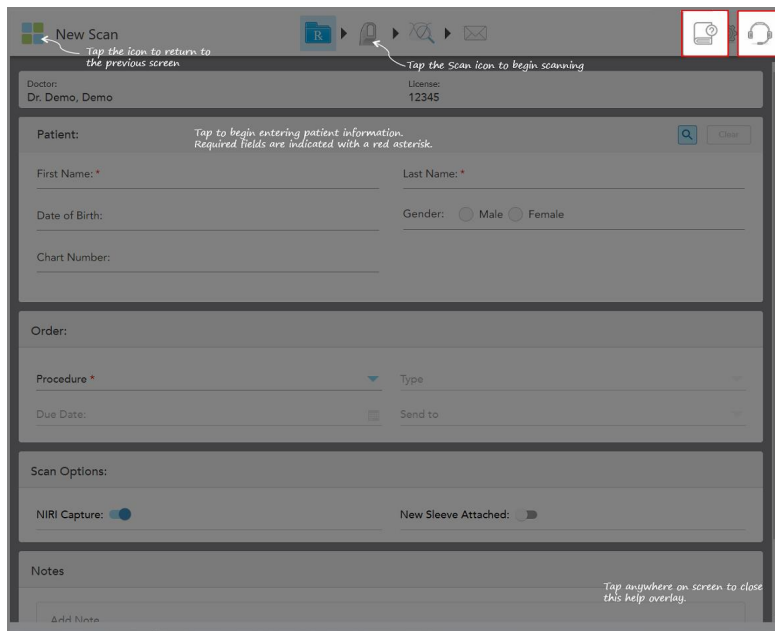 New Scan
R
Tap the icon to return to
the previous screen
Tap the Scan icon to begin scanning
Doctor:
Dr. Demo, Demo
License:
12345
Patient:
Tap to begin entering patient information.
Required fields are indicated with a red asterisk.
Clear
First Name: *
Last Name: *
Date of Birth:
Gender: Male Female
Chart Number:
Order:
Procedure *
Type
Due Date:
Send to
Scan Options:
NIRI Capture:
New Sleeve Attached:
Notes
Tap anywhere on screen to close
this help overlay.
Add Note